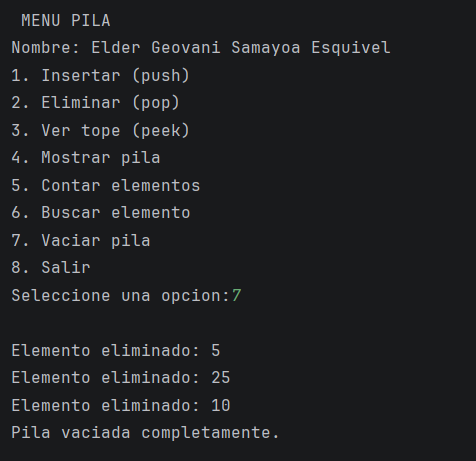 MENU PILA
Nombre: Elder Geovani Samayoa Esquivel
1. Insertar (push)
2. Eliminar (pop)
3. Ver tope (peek)
4. Mostrar pila
5. Contar elementos
6. Buscar elemento
7. Vaciar pila
8. Salir
Seleccione una opcion:7
Elemento eliminado: 5
Elemento eliminado: 25
Elemento eliminado: 10
Pila vaciada completamente.